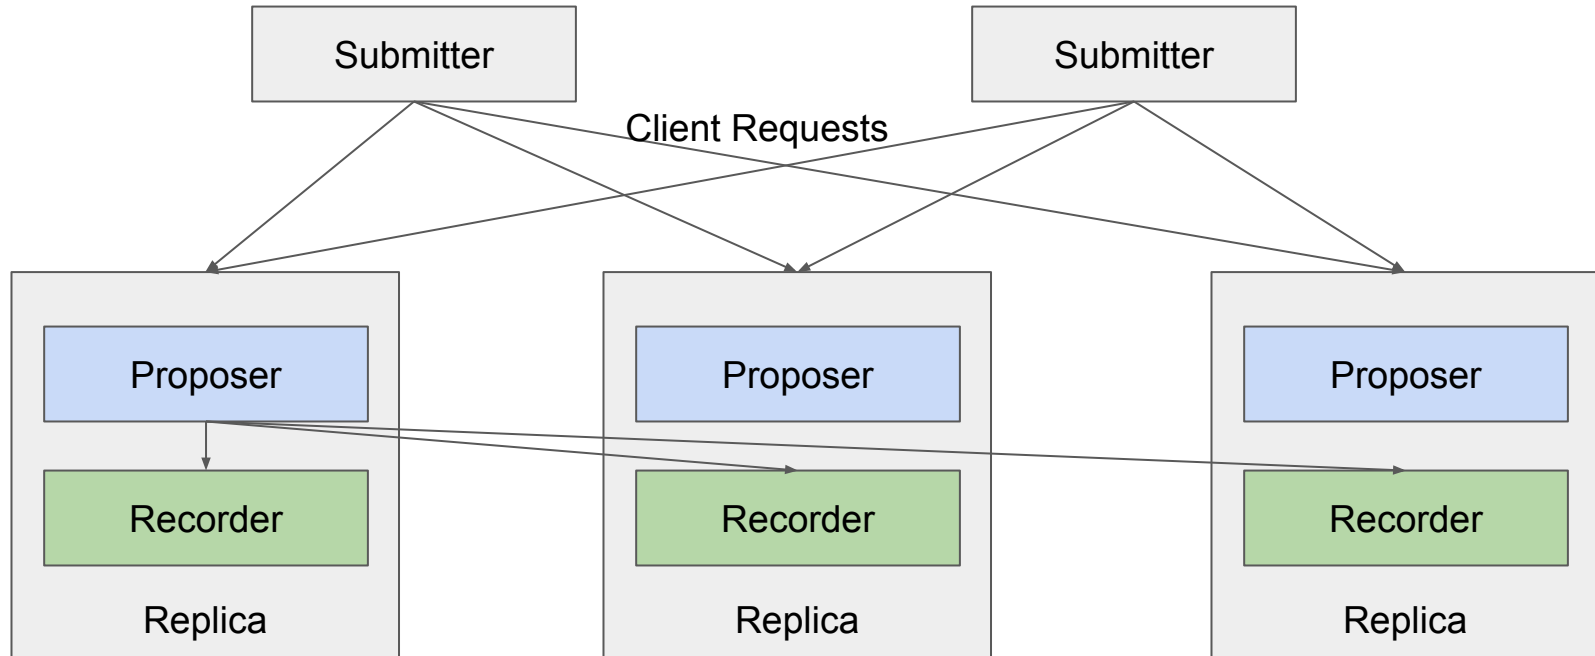 Submitter
Submitter
Client Requests
Proposer
Proposer
Proposer
Recorder
Recorder
Recorder
Replica
Replica
Replica